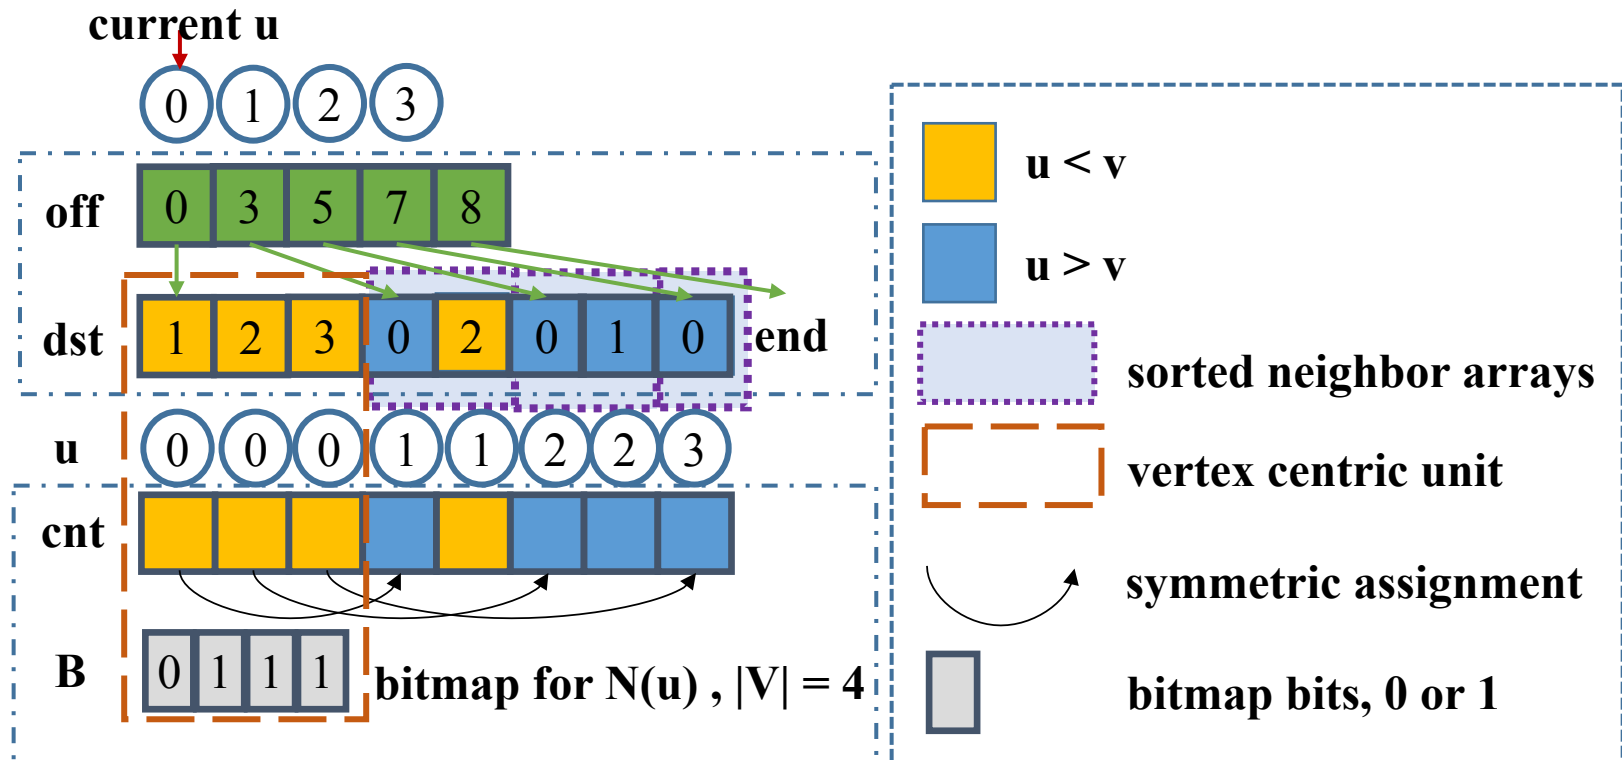 current u
0 1 2 3
off 0 3 5 7 8
dst 1 2 3 0 2 0 1 0 end
u 0 0 0 1 1 2 2 3
cnt
B 0 1 1 1 bitmap for N(u) , |V| = 4
u < v
u > v
sorted neighbor arrays
vertex centric unit
symmetric assignment
bitmap bits, 0 or 1